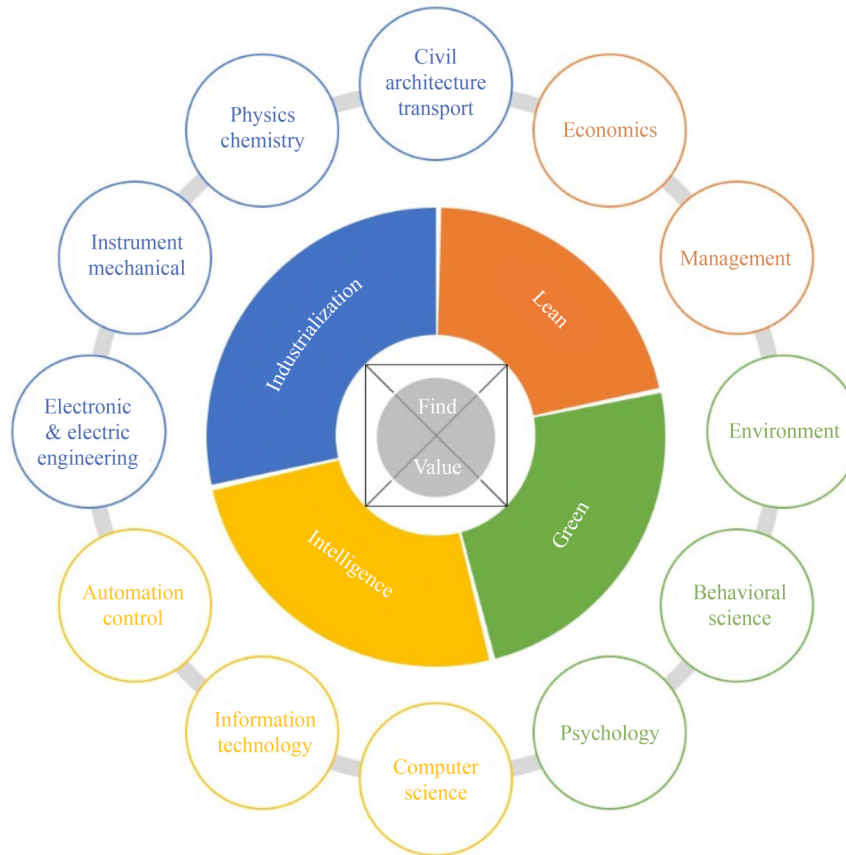 Civil
architecture
transport
Physics
chemistry
Economics
Instrument
mechanical
Management
Industrialization
Lean
Electronic
& electric
engineering
Find
Value
Environment
Intelligence
Green
Automation
control
Behavioral
science
Information
technology
Psychology
Computer
science